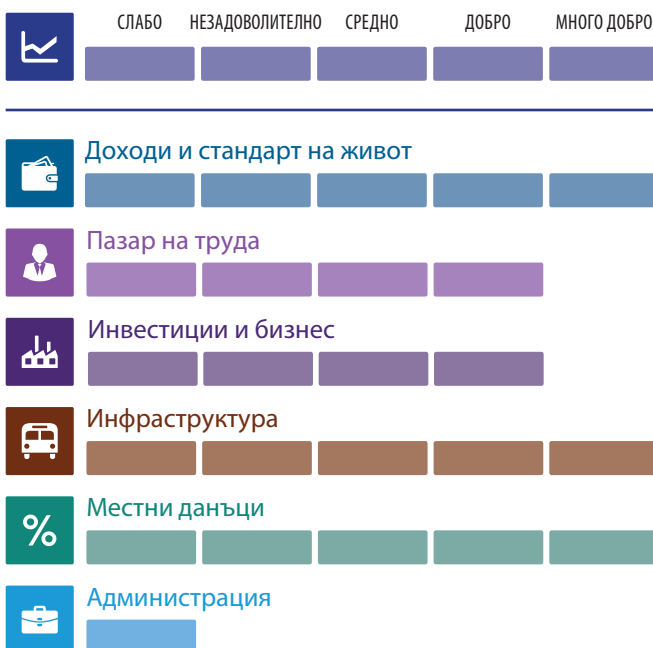 СЛАБО НЕЗАДОВОЛИТЕЛНО СРЕДНО ДОБРО МНОГО ДОБРО
Доходи и стандарт на живот
Пазар на труда
Инвестиции и бизнес
Инфраструктура
Местни данъци
%
Администрация